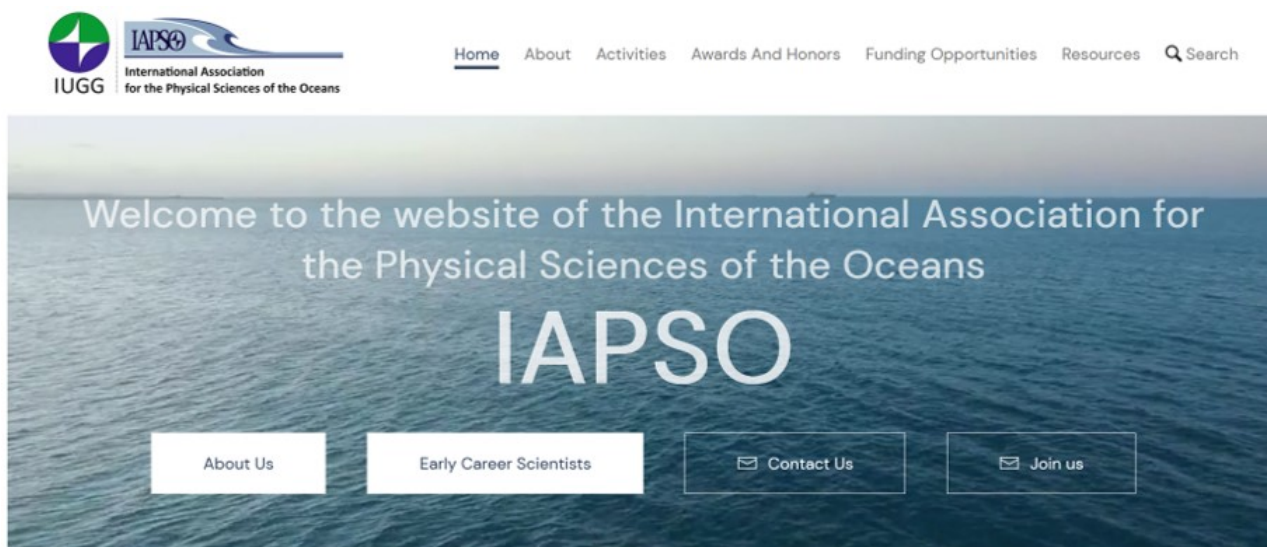 IAPSO
International Association
IUGG
for the Physical Sciences of the Oceans
Home
About
Activities
Awards And Honors
Funding Opportunities
Resources
Search
Welcome to the website of the International Association for
the Physical Sciences of the Oceans
IAPSO
About Us
Early Career Scientists
Contact Us
Join us